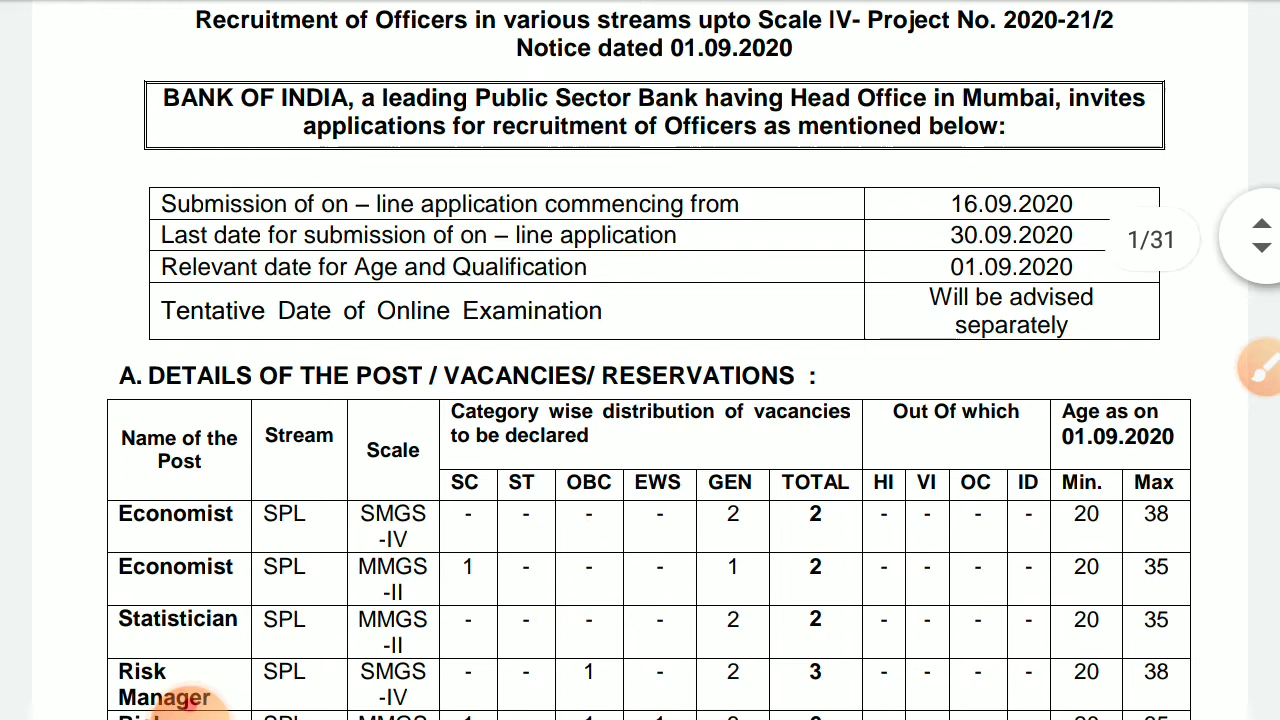 Recruitment of Officers in various streams upto Scale IV- Project No. 2020-21/2
Notice dated 01.09.2020
BANK OF INDIA, a leading Public Sector Bank having Head Office in Mumbai, invites
applications for recruitment of Officers as mentioned below:
Submission of on – line application commencing from 16.09.2020
Last date for submission of on – line application 30.09.2020
1/31
Relevant date for Age and Qualification 01.09.2020
Tentative Date of Online Examination Will be advised
separately
A. DETAILS OF THE POST / VACANCIES/ RESERVATIONS :
Name of the Post Stream Scale Category wise distribution of vacancies to be declared Out Of which Age as on 01.09.2020
SC ST OBC EWS GEN TOTAL HI VI OC ID Min. Max
Economist SPL SMGS - - - - 2 2 - - - - 20 38
-IV
Economist SPL MMGS 1 - - - 1 2 - - - - 20 35
-II
Statistician SPL MMGS - - - - 2 2 - - - - 20 35
-II
Risk SPL SMGS - - 1 - 2 3 - - - - 20 38
Manager -IV